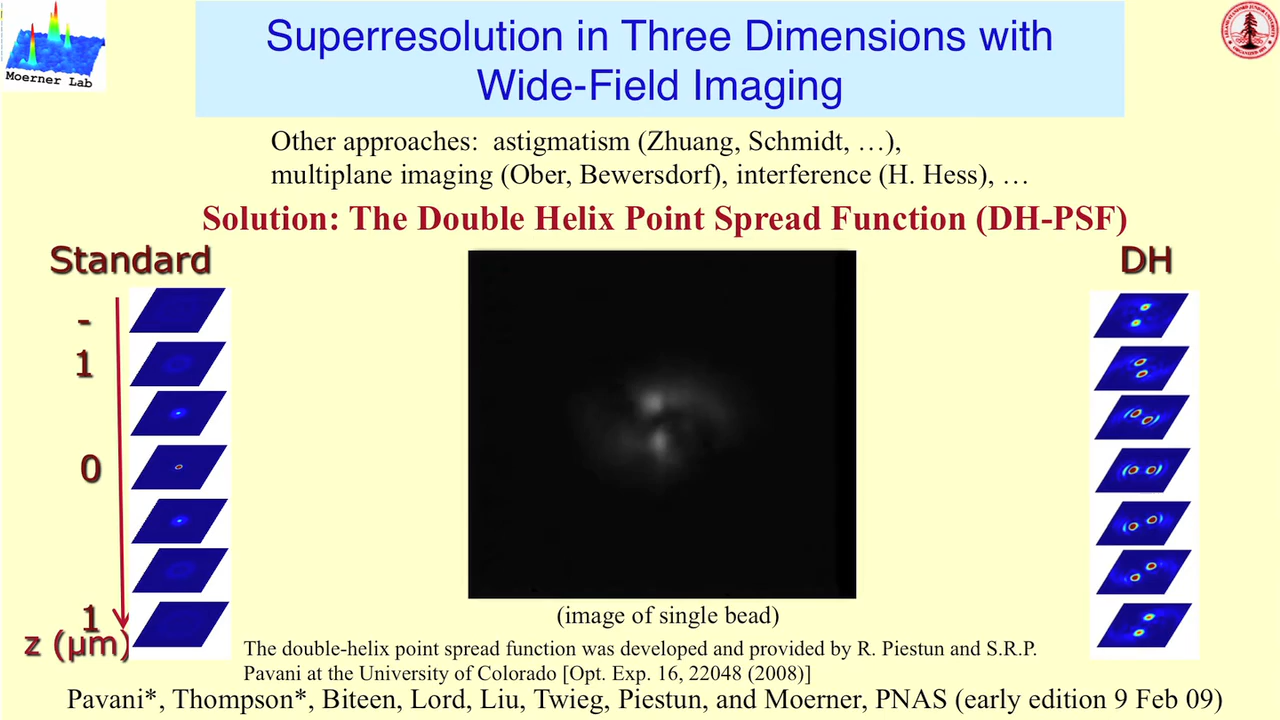 Moerner Lab
Superresolution in Three Dimensions with
Wide-Field Imaging
Other approaches:  astigmatism (Zhuang, Schmidt, …),
multiplane imaging (Ober, Bewersdorf), interference (H. Hess), …
Solution: The Double Helix Point Spread Function (DH-PSF)
Standard
DH
-
1
0
1
z (μm)
(image of single bead)
The double-helix point spread function was developed and provided by R. Piestun and S.R.P.
Pavani at the University of Colorado [Opt. Exp. 16, 22048 (2008)]
Pavani*, Thompson*, Biteen, Lord, Liu, Twieg, Piestun, and Moerner, PNAS (early edition 9 Feb 09)